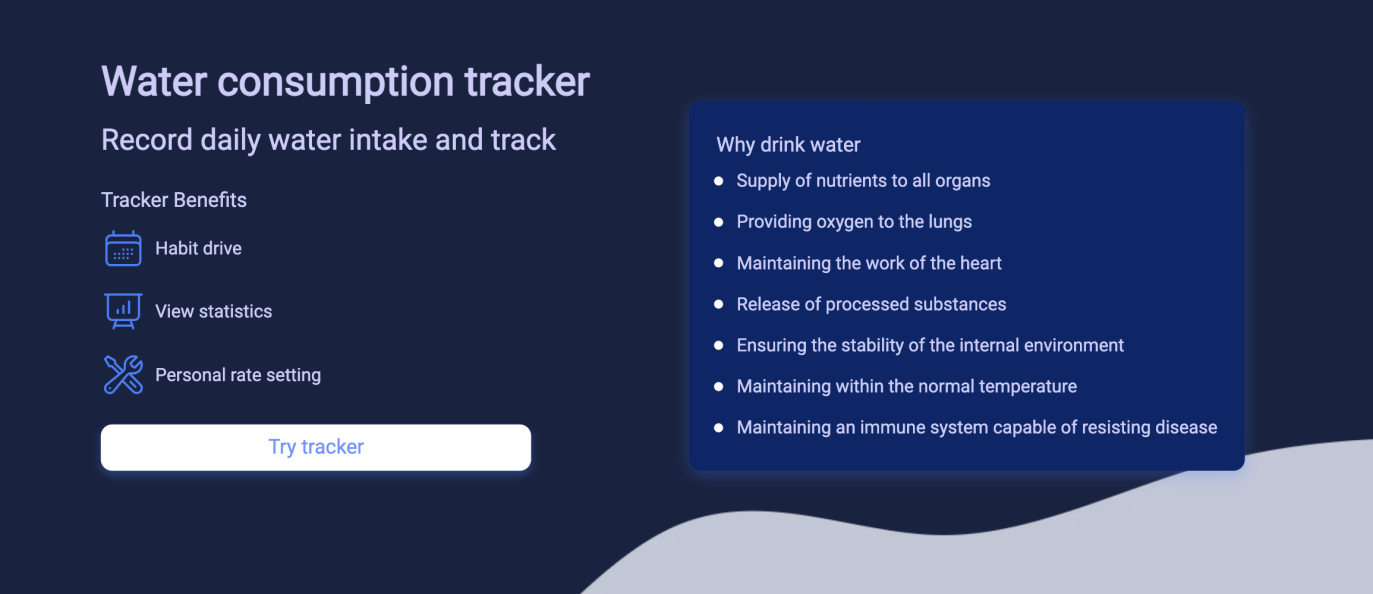 Water consumption tracker
Record daily water intake and track
Tracker Benefits
Habit drive
View statistics
Personal rate setting
Try tracker
Why drink water
Supply of nutrients to all organs
Providing oxygen to the lungs
Maintaining the work of the heart
Release of processed substances
Ensuring the stability of the internal environment
Maintaining within the normal temperature
Maintaining an immune system capable of resisting disease